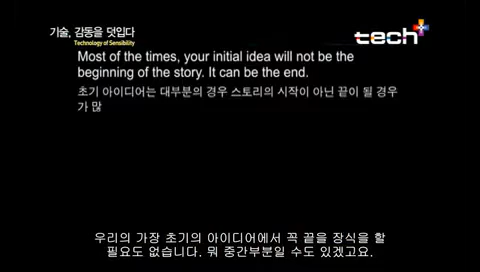 기술, 감동을 덧입다
Technology of Sensibility
tech+
Most of the times, your initial idea will not be the
beginning of the story. It can be the end.
초기 아이디어는 대부분의 경우 스토리의 시작이 아닌 끝이 될 경우
가 많
우리의 가장 초기의 아이디어에서 꼭 끝을 장식을 할
필요도 없습니다. 뭐 중간부분일 수도 있겠고요.